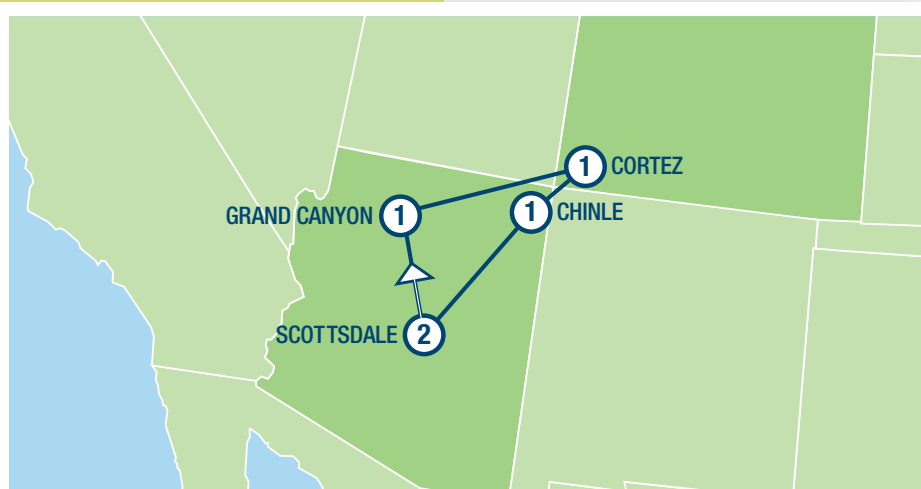 1 CORTEZ
GRAND CANYON 1
1 CHINLE
SCOTTSDALE 2